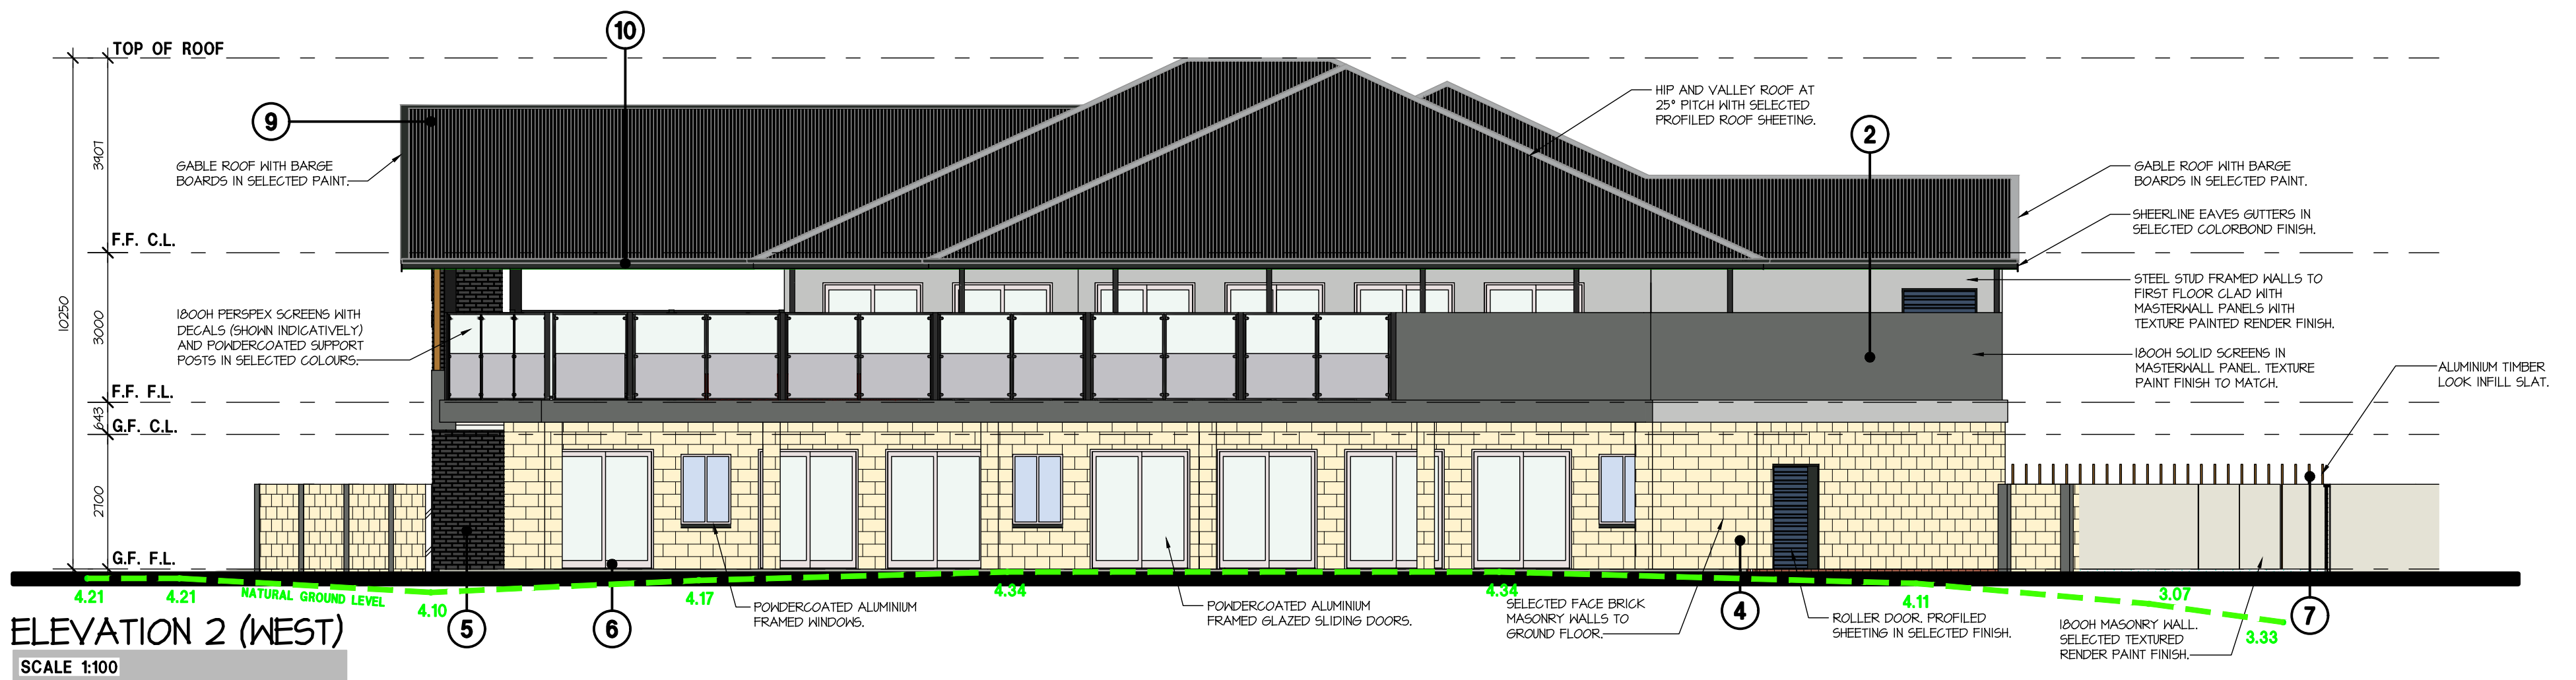 10
TOP OF ROOF
HIP AND VALLEY ROOF AT
25° PITCH WITH SELECTED
PROFILED ROOF SHEETING.
9
2
3907
GABLE ROOF WITH BARGE
BOARDS IN SELECTED PAINT.
GABLE ROOF WITH BARGE
BOARDS IN SELECTED PAINT.
SHEERLINE EAVES GUTTERS IN
SELECTED COLORBOND FINISH.
F.F. C.L.
STEEL STUD FRAMED WALLS TO
FIRST FLOOR CLAD WITH
MASTERWALL PANELS WITH
TEXTURE PAINTED RENDER FINISH.
10250
3000
1800H PERSPEX SCREENS WITH
DECALS (SHOWN INDICATIVELY)
AND POWDERCOATED SUPPORT
POSTS IN SELECTED COLOURS.
1800H SOLID SCREENS IN
MASTERWALL PANEL. TEXTURE
PAINT FINISH TO MATCH.
ALUMINIUM TIMBER
LOOK INFILL SLAT.
F.F. F.L.
643
G.F. C.L.
2700
G.F. F.L.
4.21
4.21
NATURAL GROUND LEVEL
4.10
4.17
4.34
4.34
4.11
3.07
3.33
5
6
4
7
POWDERCOATED ALUMINIUM
FRAMED WINDOWS.
POWDERCOATED ALUMINIUM
FRAMED GLAZED SLIDING DOORS.
SELECTED FACE BRICK
MASONRY WALLS TO
GROUND FLOOR.
ROLLER DOOR. PROFILED
SHEETING IN SELECTED FINISH.
1800H MASONRY WALL.
SELECTED TEXTURED
RENDER PAINT FINISH.
ELEVATION 2 (WEST)
SCALE 1:100